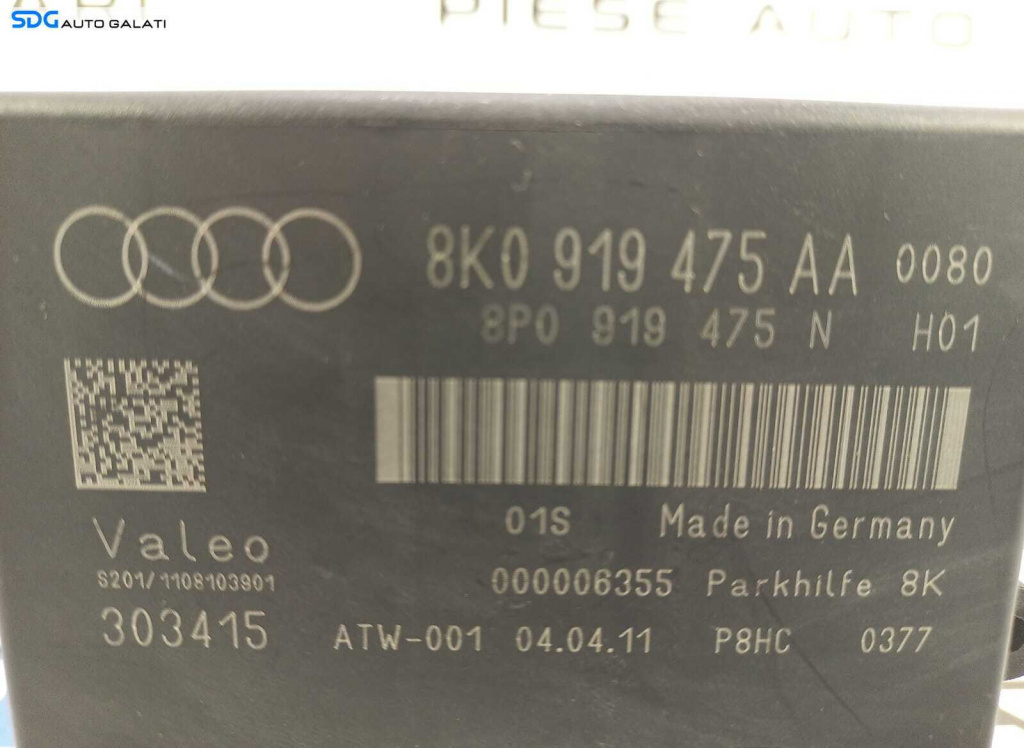 SDG AUTO GALATI
PIESE AUTO
8K0 919 475 AA 0080
8P0 919 475 N H01
01S Made in Germany
Valeo
S201/1108103901
000006355 Parkhilfe 8K
303415
ATW-001 04.04.11 P8HC 0377